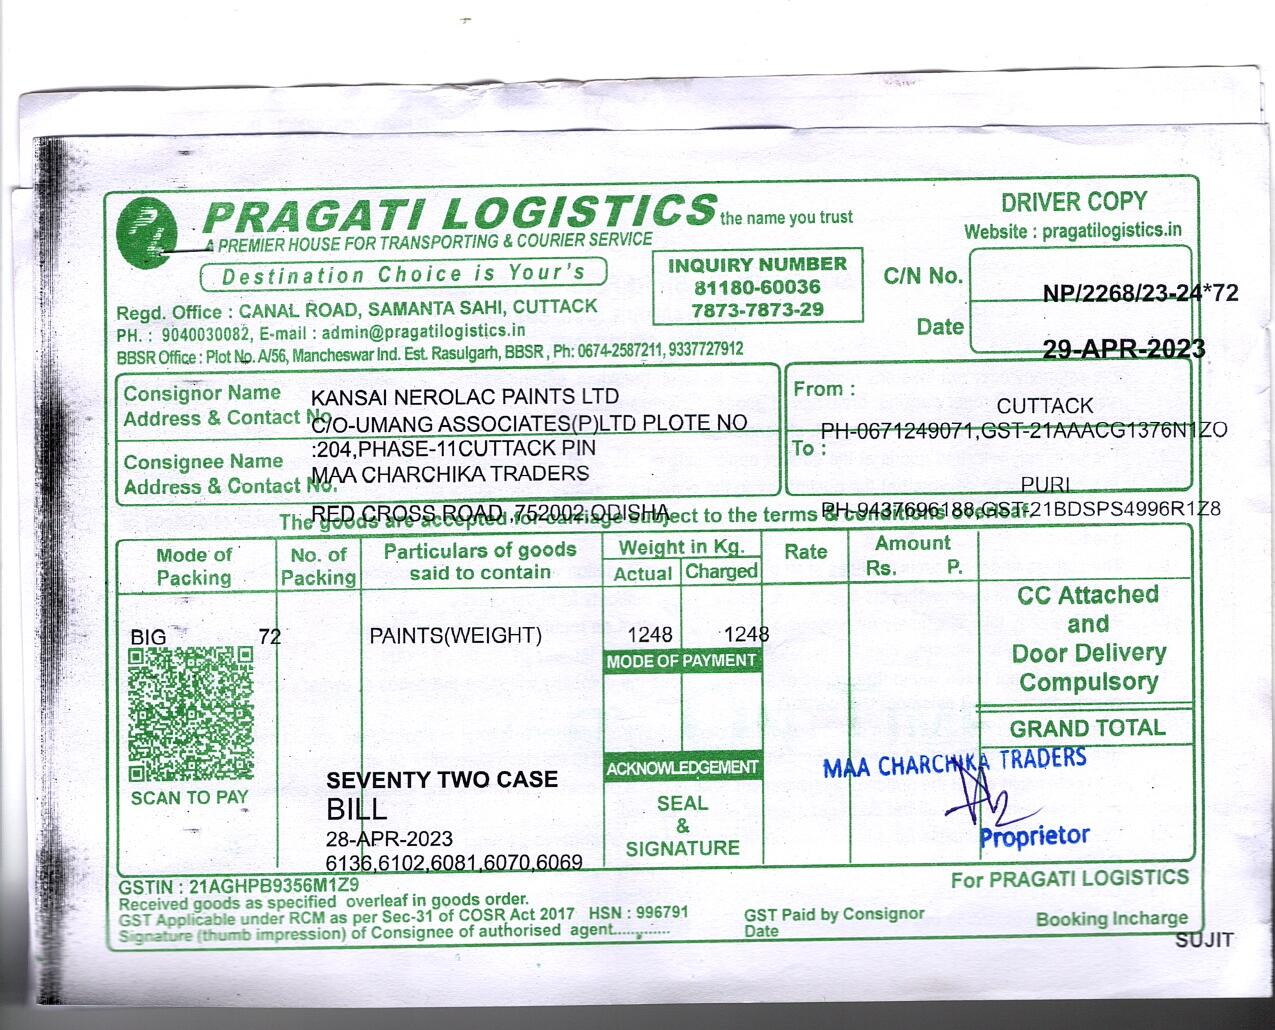 PRAGATI LOGISTICS the name you trust
A PREMIER HOUSE FOR TRANSPORTING & COURIER SERVICE
Destination Choice is Your's
Regd. Office : CANAL ROAD, SAMANTA SAHI, CUTTACK
PH. : 9040030082, E-mail : admin@pragatilogistics.in
BBSR Office : Plot No. A/56, Mancheswar Ind. Est. Rasulgarh, BBSR , Ph: 0674-2587211, 9337727912
INQUIRY NUMBER
81180-60036
7873-7873-29
DRIVER COPY
Website : pragatilogistics.in
C/N No. NP/2268/23-24*72
Date 29-APR-2023
Consignor Name KANSAI NEROLAC PAINTS LTD
Address & Contact No. C/O-UMANG ASSOCIATES(P)LTD PLOTE NO
:204,PHASE-11CUTTACK PIN
Consignee Name MAA CHARCHIKA TRADERS
Address & Contact No.
RED CROSS ROAD ,752002,ODISHA
From :
CUTTACK
PH-0671249071,GST-21AAACG1376N1ZO
To :
PURI
PH-9437696188,GST-21BDSPS4996R1Z8
The goods are accepted for carriage subject to the terms & conditions overleaf.
Mode of Packing No. of Packing Particulars of goods said to contain Weight in Kg. Actual Charged Rate Amount Rs. P.
BIG 72 PAINTS(WEIGHT) 1248 1248
CC Attached
and
Door Delivery
Compulsory
MODE OF PAYMENT
GRAND TOTAL
SCAN TO PAY
SEVENTY TWO CASE
BILL
28-APR-2023
6136,6102,6081,6070,6069
ACKNOWLEDGEMENT
SEAL
&
SIGNATURE
MAA CHARCHIKA TRADERS
Proprietor
GSTIN : 21AGHPB9356M1Z9
Received goods as specified overleaf in goods order.
GST Applicable under RCM as per Sec-31 of COSR Act 2017 HSN : 996791
Signature (thumb impression) of Consignee of authorised agent.............
GST Paid by Consignor
Date
For PRAGATI LOGISTICS
Booking Incharge
SUJIT